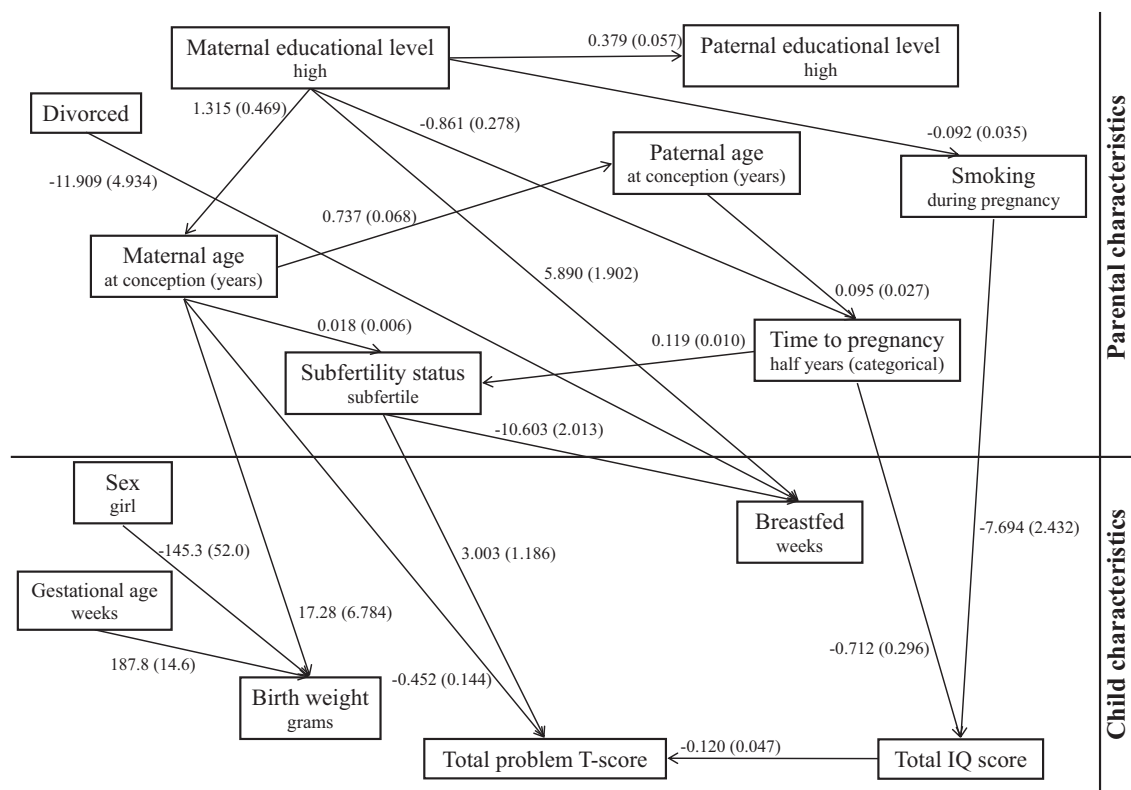 Maternal educational level
high
0.379 (0.057)
Paternal educational level
high
Divorced
1.315 (0.469)
-0.861 (0.278)
-0.092 (0.035)
Paternal age
at conception (years)
Smoking
during pregnancy
-11.909 (4.934)
0.737 (0.068)
Maternal age
at conception (years)
5.890 (1.902)
0.095 (0.027)
0.018 (0.006)
0.119 (0.010)
Time to pregnancy
half years (categorical)
Subfertility status
subfertile
-10.603 (2.013)
Parental characteristics
Sex
girl
Breastfed
weeks
-7.694 (2.432)
-145.3 (52.0)
3.003 (1.186)
Gestational age
weeks
17.28 (6.784)
187.8 (14.6)
-0.712 (0.296)
-0.452 (0.144)
Birth weight
grams
Total problem T-score
-0.120 (0.047)
Total IQ score
Child characteristics